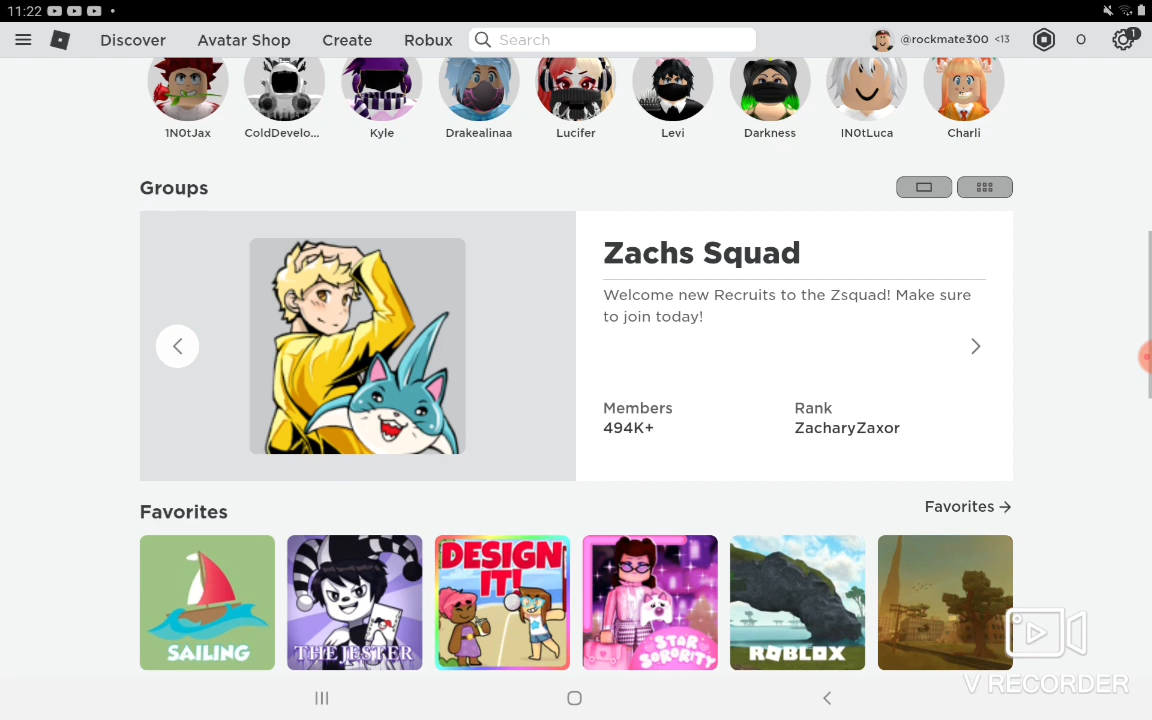 11:22
Discover Avatar Shop Create Robux Search @rockmate300 <13 0 1
1N0tJax ColdDevelo... Kyle Drakealinaa Lucifer Levi Darkness IN0tLuca Charli
Groups
Zachs Squad
Welcome new Recruits to the Zsquad! Make sure
to join today!
Members Rank
494K+ ZacharyZaxor
Favorites Favorites →
SAILING
THE JESTER
DESIGN
IT!
STAR
SORORITY
ROBLOX
V RECORDER